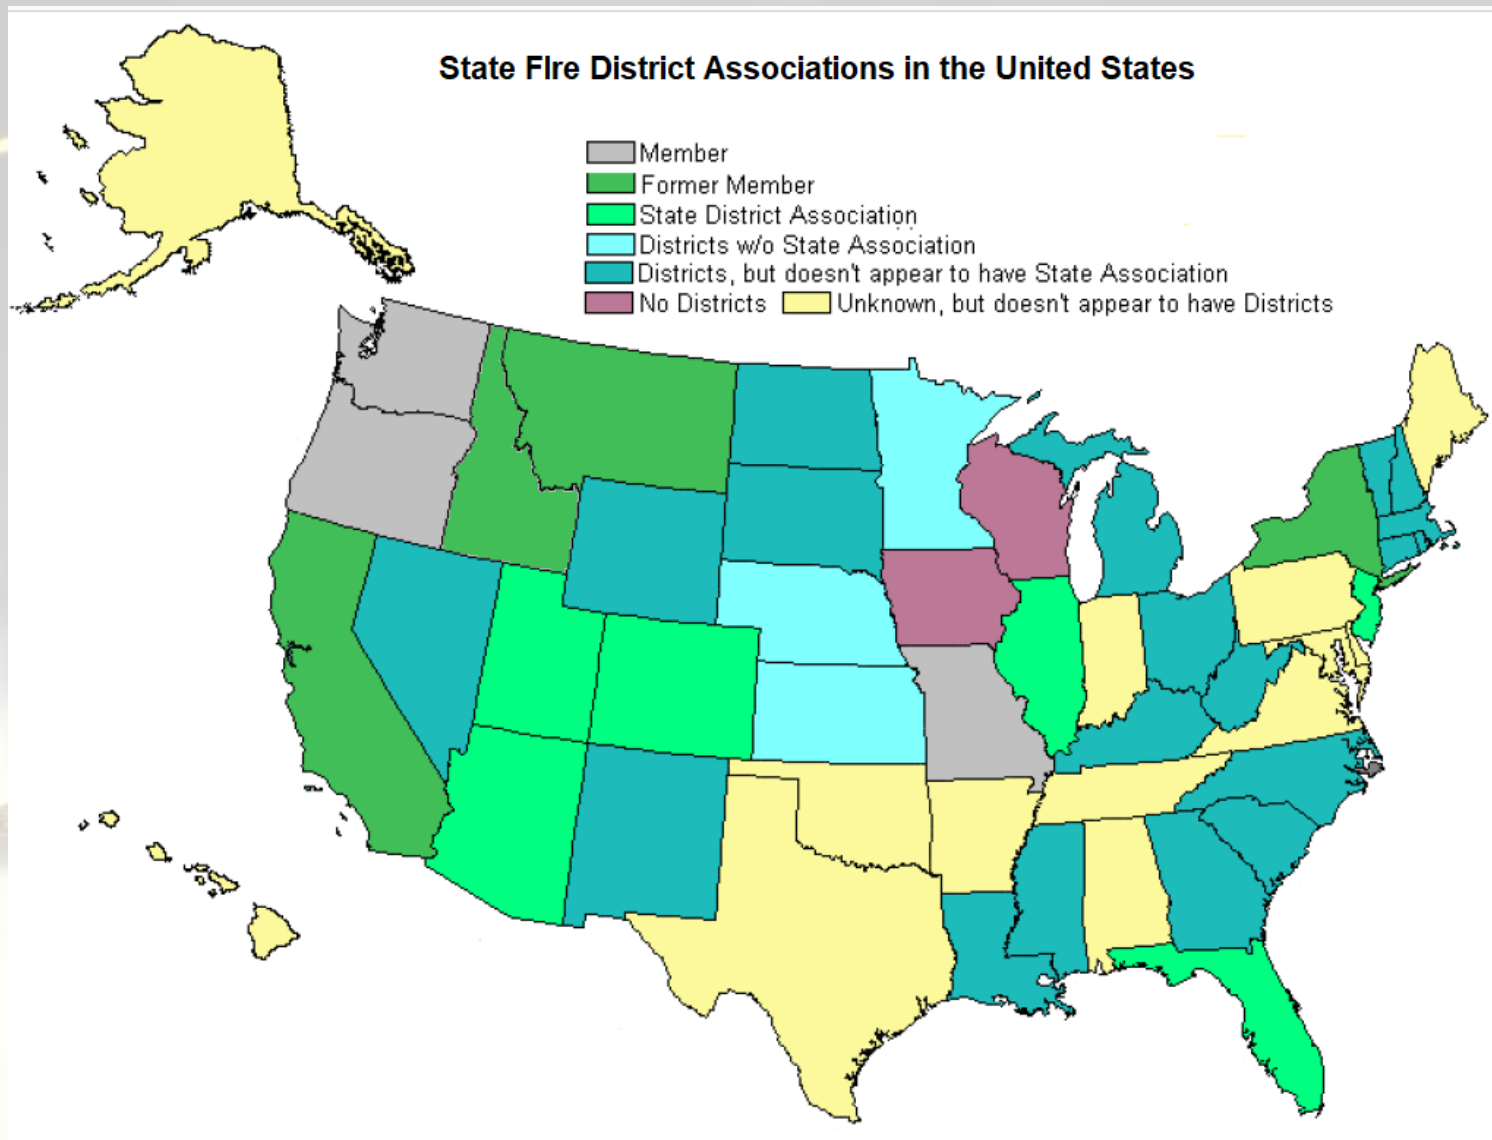 State FIre District Associations in the United States
Member
Former Member
State District Association
Districts w/o State Association
Districts, but doesn't appear to have State Association
No Districts Unknown, but doesn't appear to have Districts